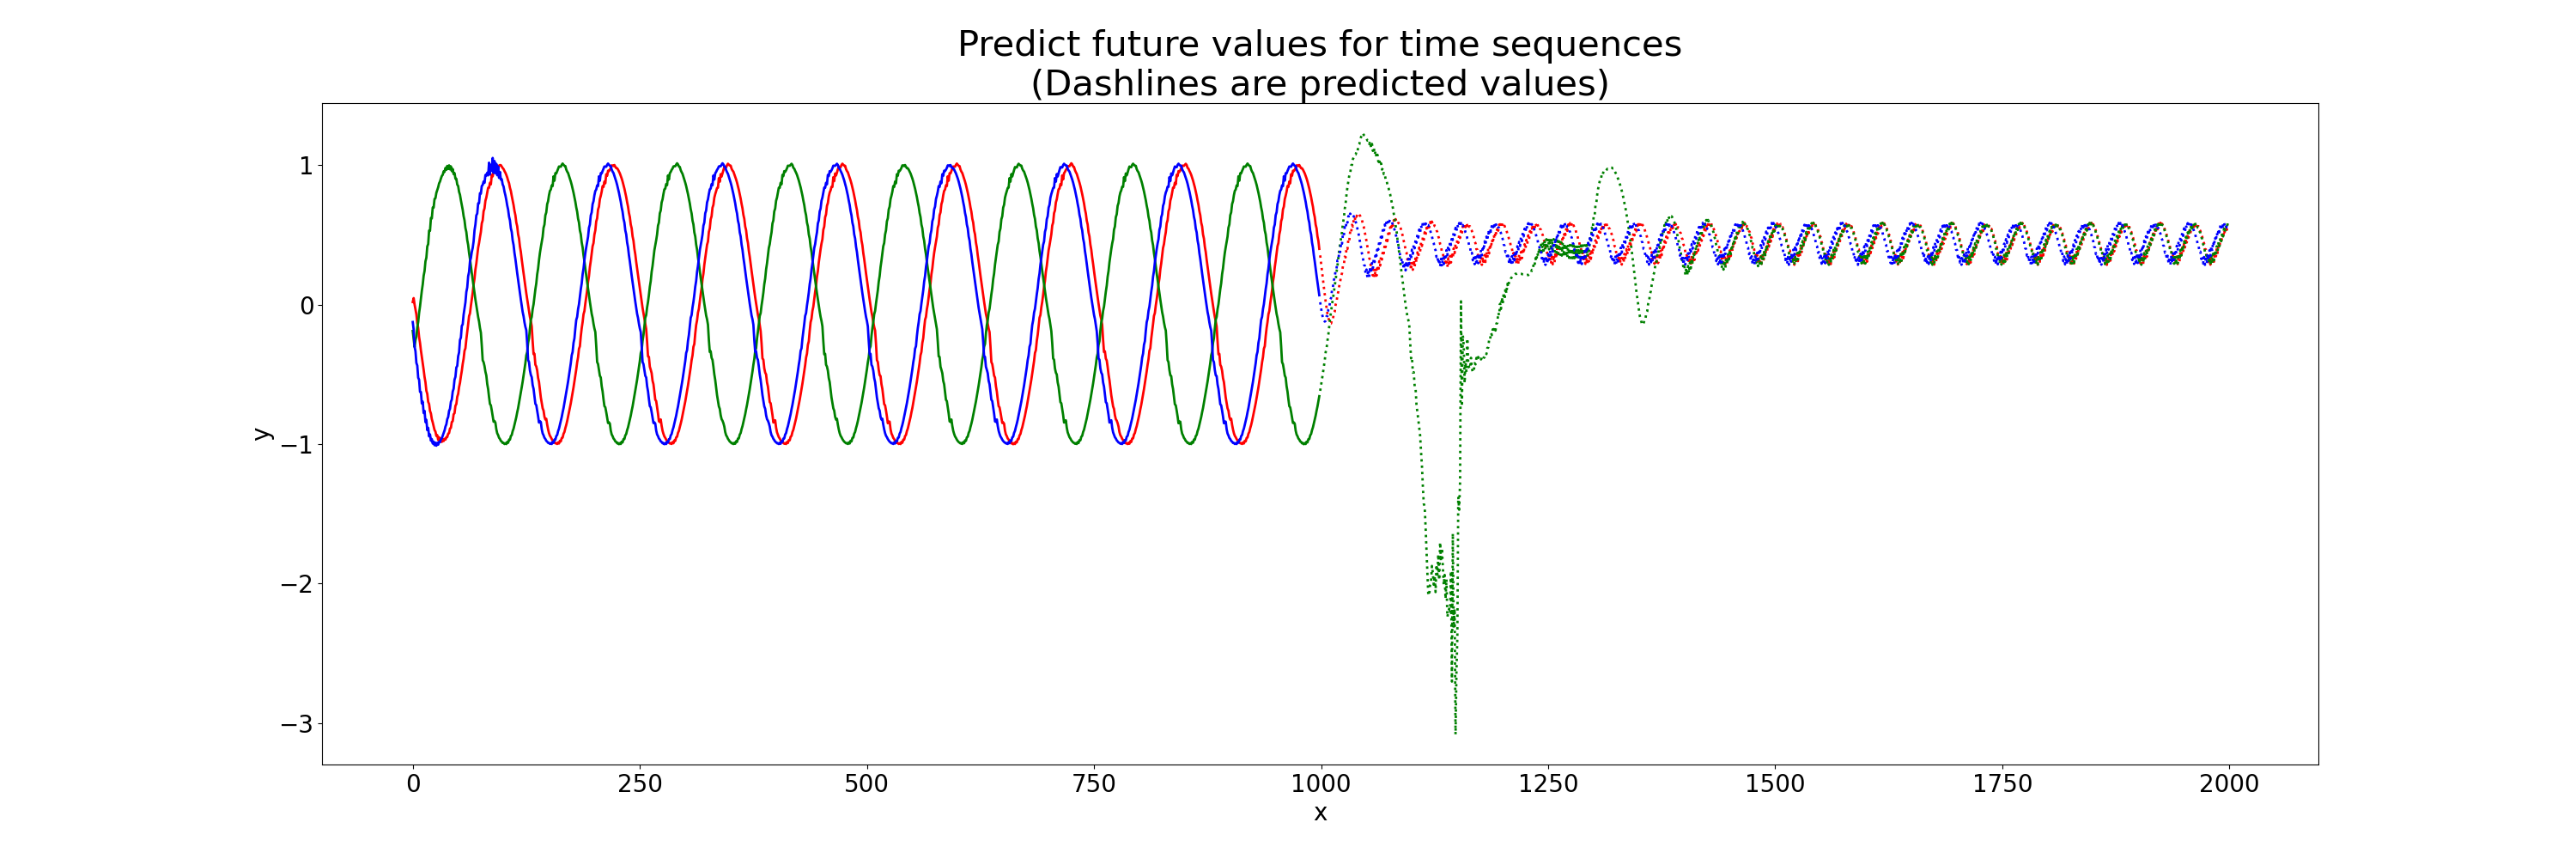 Predict future values for time sequences
(Dashlines are predicted values)
1
0
−1
−2
−3
y
0 250 500 750 1000 1250 1500 1750 2000
x